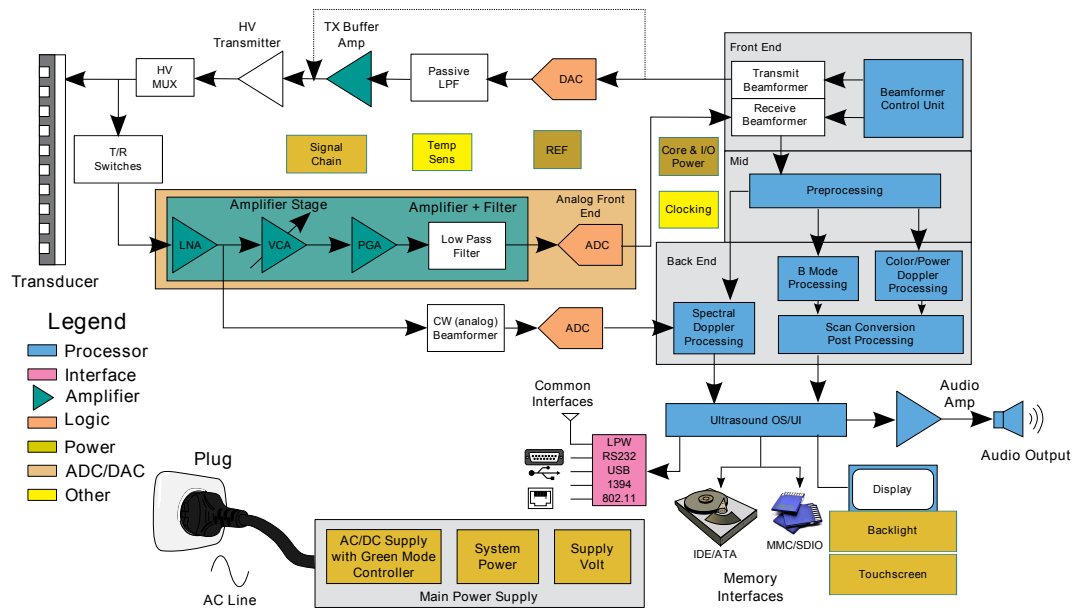 HV
Transmitter
TX Buffer
Amp
HV
MUX
Passive
LPF
DAC
Front End
Transmit
Beamformer
Receive
Beamformer
Beamformer
Control Unit
T/R
Switches
Signal
Chain
Temp
Sens
REF
Core & I/O
Power
Clocking
Mid
Preprocessing
Amplifier Stage
Amplifier + Filter
Analog Front
End
LNA
VCA
PGA
Low Pass
Filter
ADC
Transducer
Back End
B Mode
Processing
Color/Power
Doppler
Processing
Spectral
Doppler
Processing
Scan Conversion
Post Processing
CW (analog)
Beamformer
ADC
Legend
Processor
Interface
Amplifier
Logic
Power
ADC/DAC
Other
Common
Interfaces
LPW
RS232
USB
1394
802.11
Ultrasound OS/UI
Audio
Amp
Audio Output
Display
Backlight
Touchscreen
IDE/ATA
MMC/SDIO
Memory
Interfaces
Plug
AC Line
AC/DC Supply
with Green Mode
Controller
System
Power
Supply
Volt
Main Power Supply